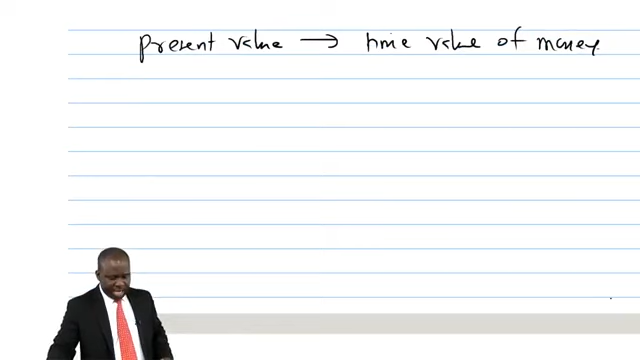 present value → time value of money